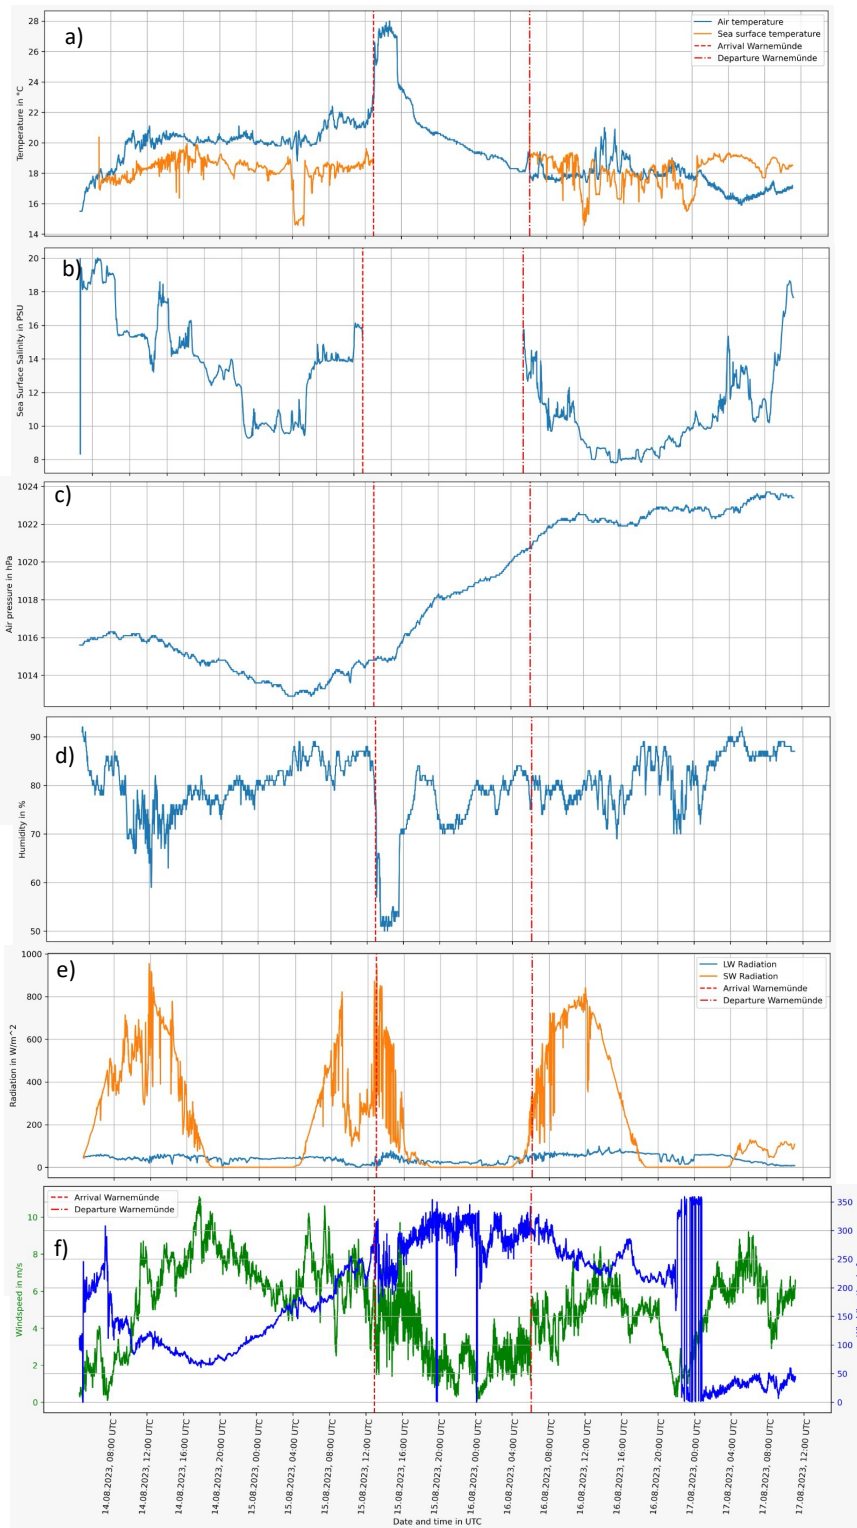 a)
28
26
24
22
20
18
16
14
Temperature in °C
Air temperature
Sea surface temperature
Arrival Warnemünde
Departure Warnemünde
b)
20
18
16
14
12
10
8
Sea Surface Salinity in PSU
c)
1024
1022
1020
1018
1016
1014
Air pressure in hPa
d)
90
80
70
60
50
Humidity in %
e)
1000
800
600
400
200
0
Radiation in W/m^2
LW Radiation
SW Radiation
Arrival Warnemünde
Departure Warnemünde
f)
Arrival Warnemünde
Departure Warnemünde
10
8
6
4
2
0
Windspeed in m/s
350
300
250
200
150
100
50
0
14.08.2023, 08:00 UTC
14.08.2023, 12:00 UTC
14.08.2023, 16:00 UTC
14.08.2023, 20:00 UTC
15.08.2023, 00:00 UTC
15.08.2023, 04:00 UTC
15.08.2023, 08:00 UTC
15.08.2023, 12:00 UTC
15.08.2023, 16:00 UTC
15.08.2023, 20:00 UTC
16.08.2023, 00:00 UTC
16.08.2023, 04:00 UTC
16.08.2023, 08:00 UTC
16.08.2023, 12:00 UTC
16.08.2023, 16:00 UTC
16.08.2023, 20:00 UTC
17.08.2023, 00:00 UTC
17.08.2023, 04:00 UTC
17.08.2023, 08:00 UTC
17.08.2023, 12:00 UTC
Date and time in UTC